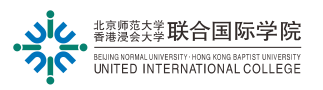 北京师范大学
香港浸会大学
联合国际学院
BEIJING NORMAL UNIVERSITY · HONG KONG BAPTIST UNIVERSITY
UNITED INTERNATIONAL COLLEGE